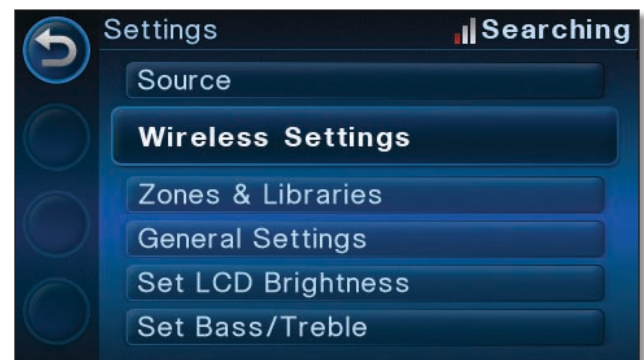 Settings Searching
Source
Wireless Settings
Zones & Libraries
General Settings
Set LCD Brightness
Set Bass/Treble